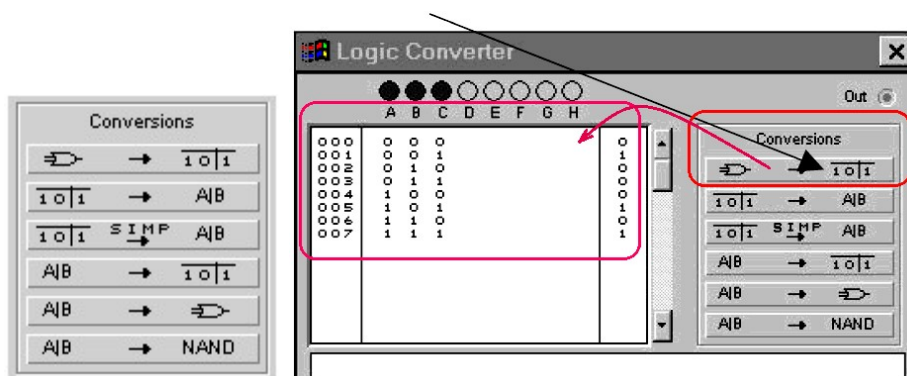 Conversions
→ 1 0|1
1 0|1 → A|B
1 0|1 SIMP → A|B
A|B → 1 0|1
A|B →
A|B → NAND
Logic Converter
A B C D E F G H
Out
000 0 0 0 0
001 0 0 1 1
002 0 1 0 0
003 0 1 1 0
004 1 0 0 0
005 1 0 1 1
006 1 1 0 0
007 1 1 1 1
Conversions
→ 1 0|1
1 0|1 → A|B
1 0|1 SIMP → A|B
A|B → 1 0|1
A|B →
A|B → NAND